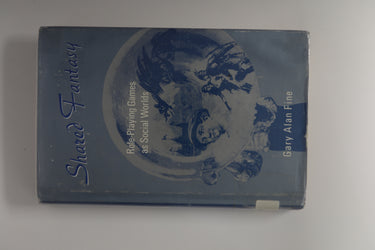 Shared Fantasy
Role-Playing Games
as Social Worlds
Gary Alan Fine